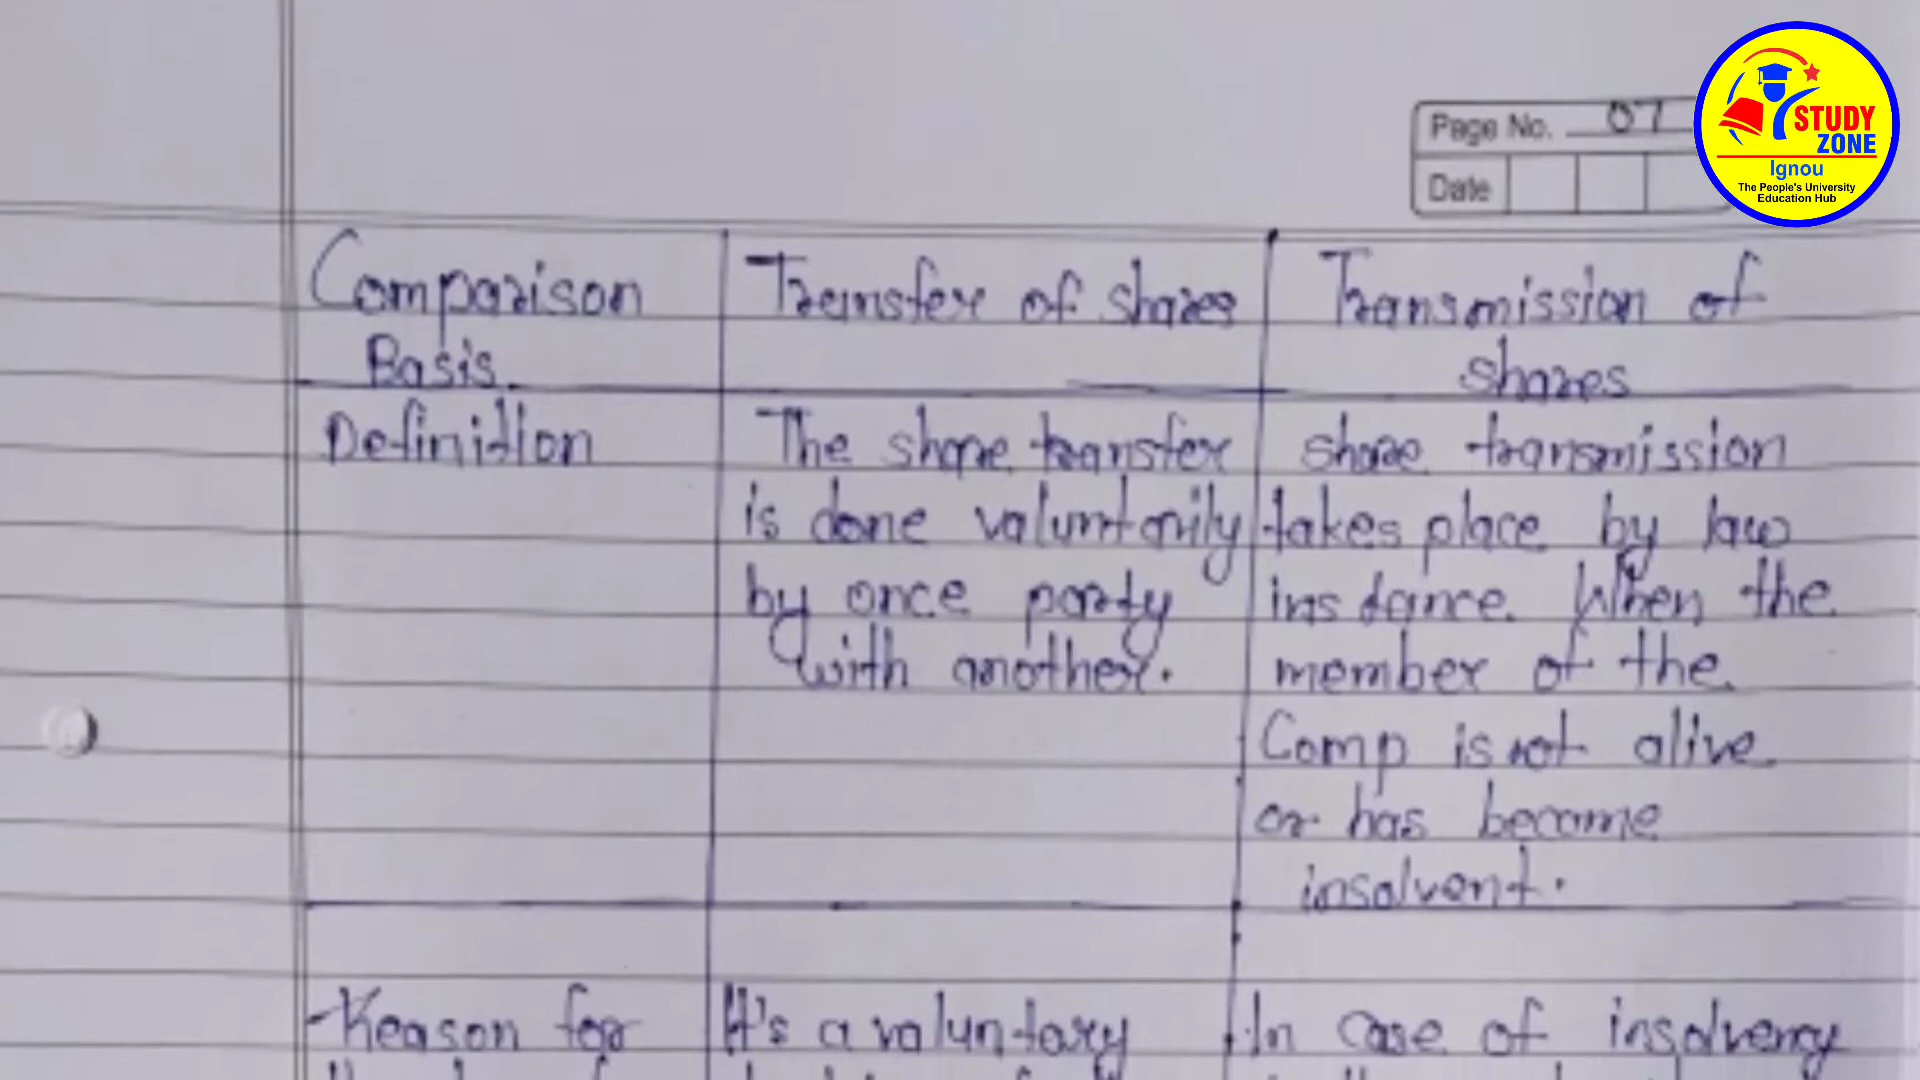 Page No. 07
Date
STUDY
ZONE
Ignou
The People's University
Education Hub
Comparison Basis
Transfer of shares
Transmission of shares
Definition
The share transfer
is done valuntarily
by once party
with another.
share transmission
takes place by law
instance. When the
member of the
Comp is not alive
or has become
insolvent.
Reason for
It's a valuntary
In case of insolvency